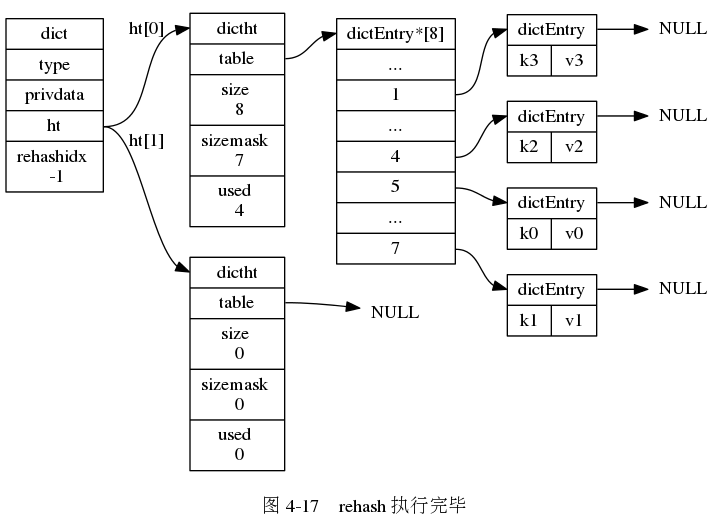 dict
type
privdata
ht
rehashidx
-1
ht[0]
ht[1]
dictht
table
size
8
sizemask
7
used
4
dictht
table
size
0
sizemask
0
used
0
NULL
dictEntry*[8]
...
1
...
4
5
...
7
dictEntry
k3 v3
NULL
dictEntry
k2 v2
NULL
dictEntry
k0 v0
NULL
dictEntry
k1 v1
NULL
图 4-17 rehash 执行完毕